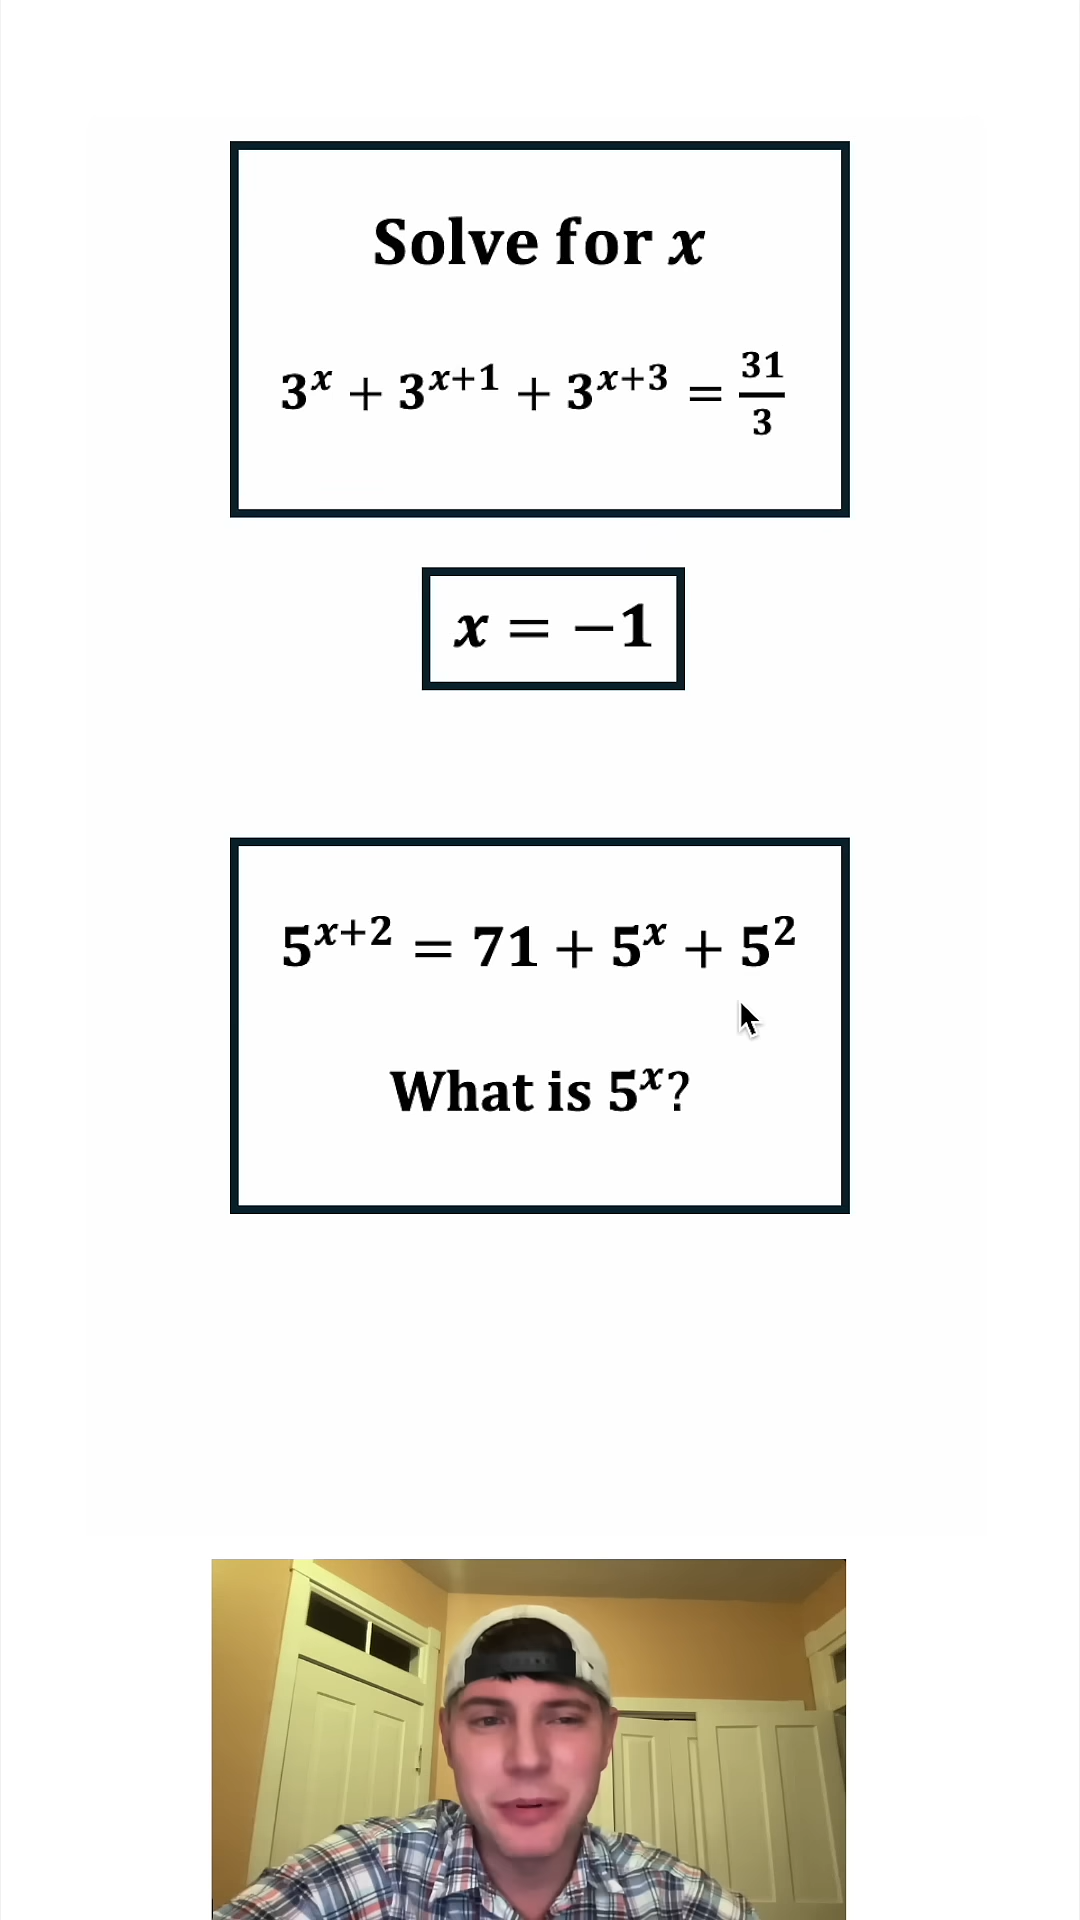 Solve for x
3^x + 3^{x+1} + 3^{x+3} = \frac{31}{3}
x = −1
5^{x+2} = 71 + 5^x + 5^2
What is 5^x?